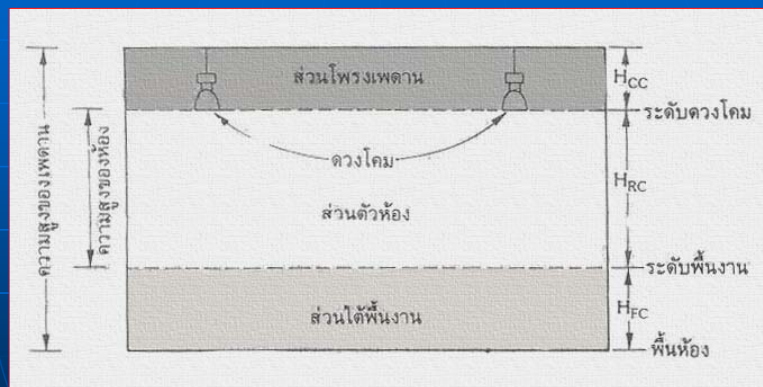 ส่วนโพรงเพดาน
H_CC
ระดับดวงโคม
ดวงโคม
ความสูงของเพดาน
ความสูงของห้อง
H_RC
ส่วนตัวห้อง
ระดับพื้นงาน
ส่วนใต้พื้นงาน
H_FC
พื้นห้อง